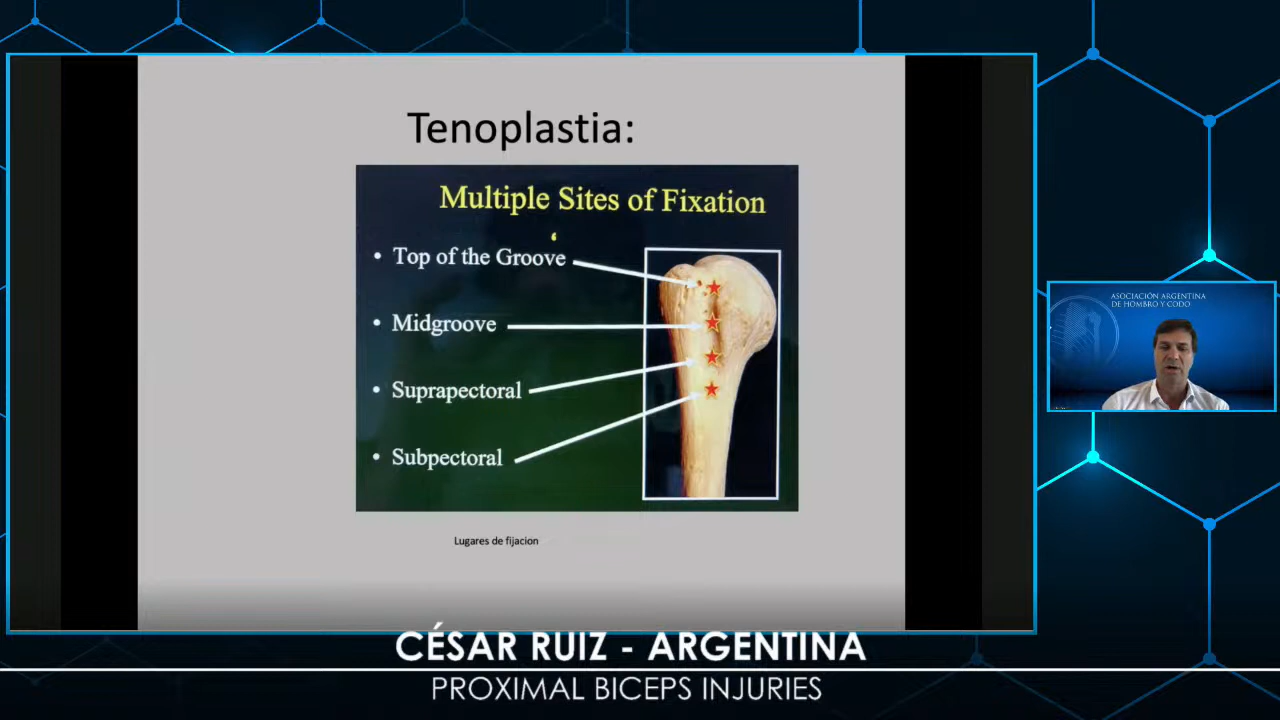 Tenoplastia:
Multiple Sites of Fixation
• Top of the Groove
• Midgroove
• Suprapectoral
• Subpectoral
Lugares de fijacion
ASOCIACIÓN ARGENTINA
DE HOMBRO Y CODO
CÉSAR RUIZ - ARGENTINA
PROXIMAL BICEPS INJURIES